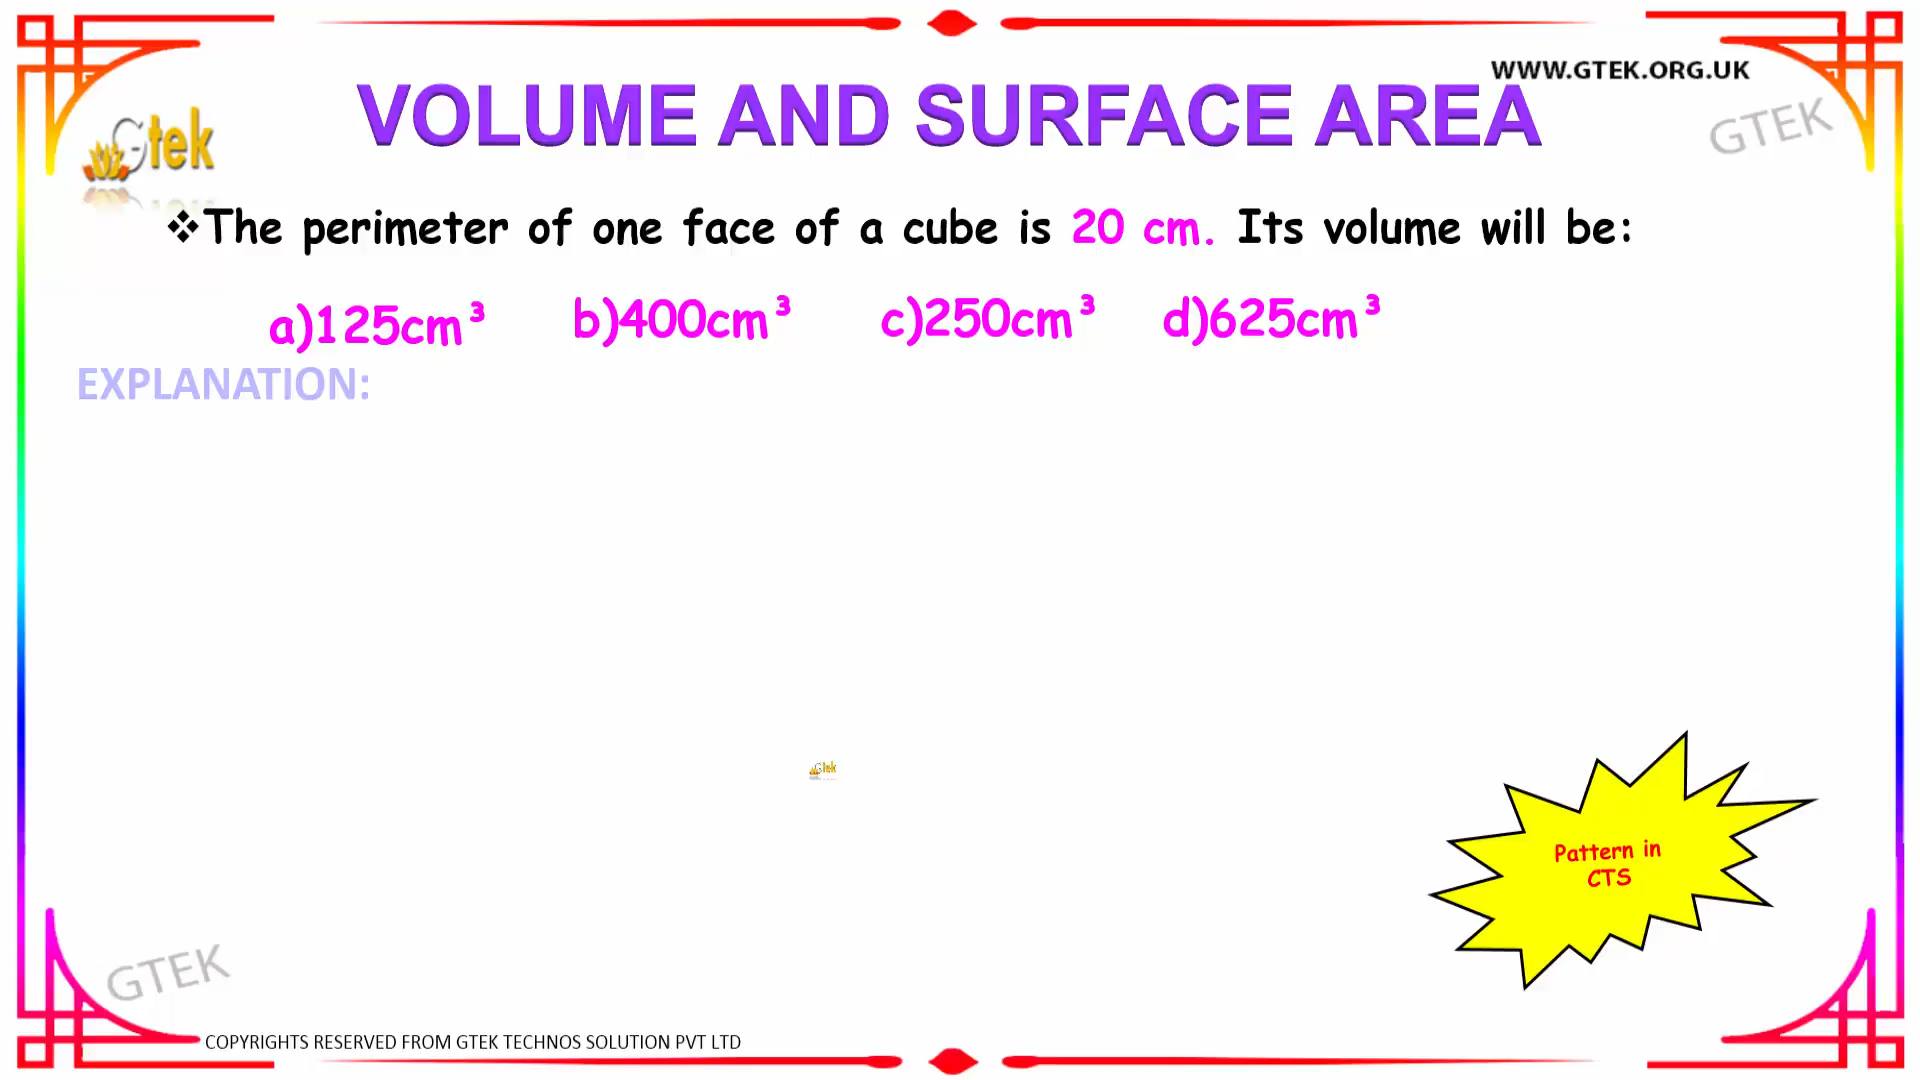 WWW.GTEK.ORG.UK
VOLUME AND SURFACE AREA
GTEK
Gtek
❖The perimeter of one face of a cube is 20 cm. Its volume will be:
a)125cm³ b)400cm³ c)250cm³ d)625cm³
EXPLANATION:
Gtek
Pattern in
CTS
GTEK
COPYRIGHTS RESERVED FROM GTEK TECHNOS SOLUTION PVT LTD